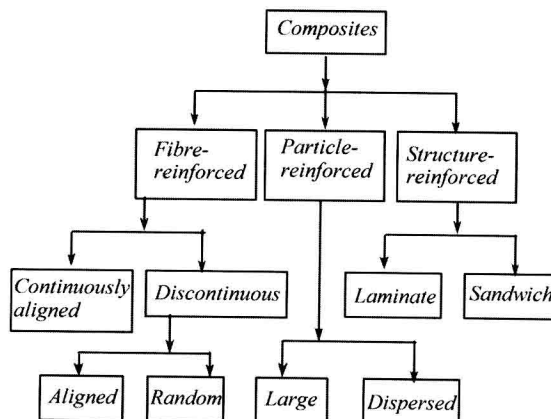 Composites
Fibre-
reinforced
Particle-
reinforced
Structure-
reinforced
Continuously
aligned
Discontinuous
Laminate
Sandwich
Aligned
Random
Large
Dispersed